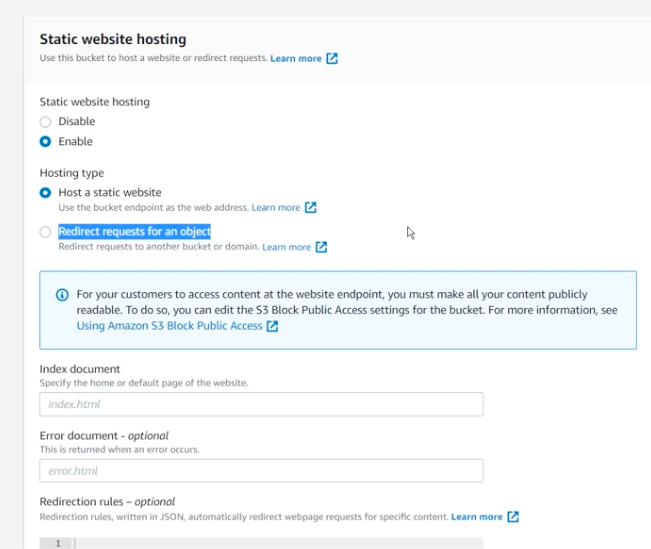 Static website hosting
Use this bucket to host a website or redirect requests. Learn more
Static website hosting
Disable
Enable
Hosting type
Host a static website
Use the bucket endpoint as the web address. Learn more
Redirect requests for an object
Redirect requests to another bucket or domain. Learn more
For your customers to access content at the website endpoint, you must make all your content publicly
readable. To do so, you can edit the S3 Block Public Access settings for the bucket. For more information, see
Using Amazon S3 Block Public Access
Index document
Specify the home or default page of the website.
index.html
Error document - optional
This is returned when an error occurs.
error.html
Redirection rules – optional
Redirection rules, written in JSON, automatically redirect webpage requests for specific content. Learn more
1